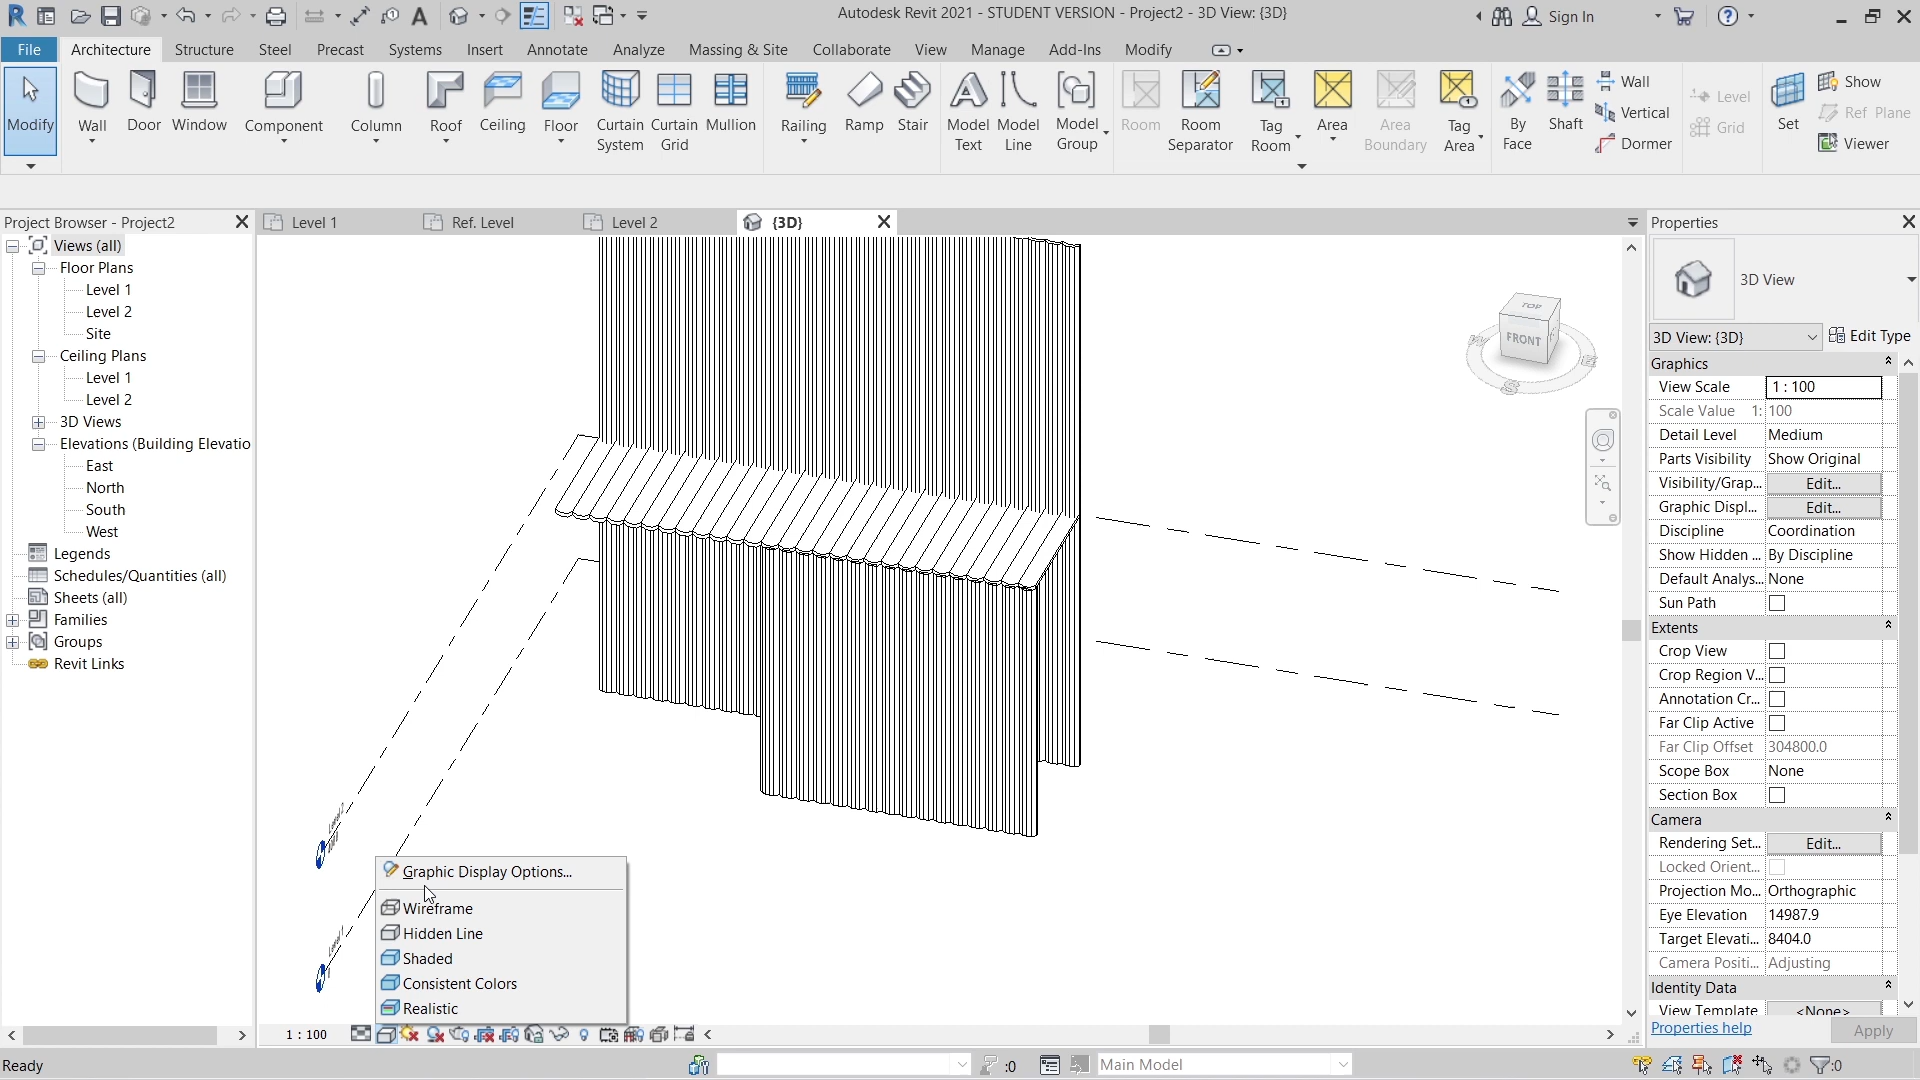 Autodesk Revit 2021 - STUDENT VERSION - Project2 - 3D View: {3D}
Sign In
File Architecture Structure Steel Precast Systems Insert Annotate Analyze Massing & Site Collaborate View Manage Add-Ins Modify
Modify
Wall
Door
Window
Component
Column
Roof
Ceiling
Floor
Curtain System
Curtain Grid
Mullion
Railing
Ramp
Stair
Model Text
Model Line
Model Group
Room
Room Separator
Tag Room
Area
Area Boundary
Tag Area
By Face
Shaft
Wall
Vertical
Dormer
Level
Grid
Set
Show
Ref Plane
Viewer
Project Browser - Project2
Views (all)
Floor Plans
Level 1
Level 2
Site
Ceiling Plans
Level 1
Level 2
3D Views
Elevations (Building Elevatio
East
North
South
West
Legends
Schedules/Quantities (all)
Sheets (all)
Families
Groups
Revit Links
Level 1
Ref. Level
Level 2
{3D}
TOP
FRONT
W
S
E
Graphic Display Options...
Wireframe
Hidden Line
Shaded
Consistent Colors
Realistic
1 : 100
Properties
3D View
3D View: {3D}
Edit Type
Graphics
View Scale 1 : 100
Scale Value 1: 100
Detail Level Medium
Parts Visibility Show Original
Visibility/Grap... Edit...
Graphic Displ... Edit...
Discipline Coordination
Show Hidden ... By Discipline
Default Analys... None
Sun Path
Extents
Crop View
Crop Region V...
Annotation Cr...
Far Clip Active
Far Clip Offset 304800.0
Scope Box None
Section Box
Camera
Rendering Set... Edit...
Locked Orient...
Projection Mo... Orthographic
Eye Elevation 14987.9
Target Elevati... 8404.0
Camera Positi... Adjusting
Identity Data
View Template <None>
Properties help
Apply
Ready
:0
Main Model
:0